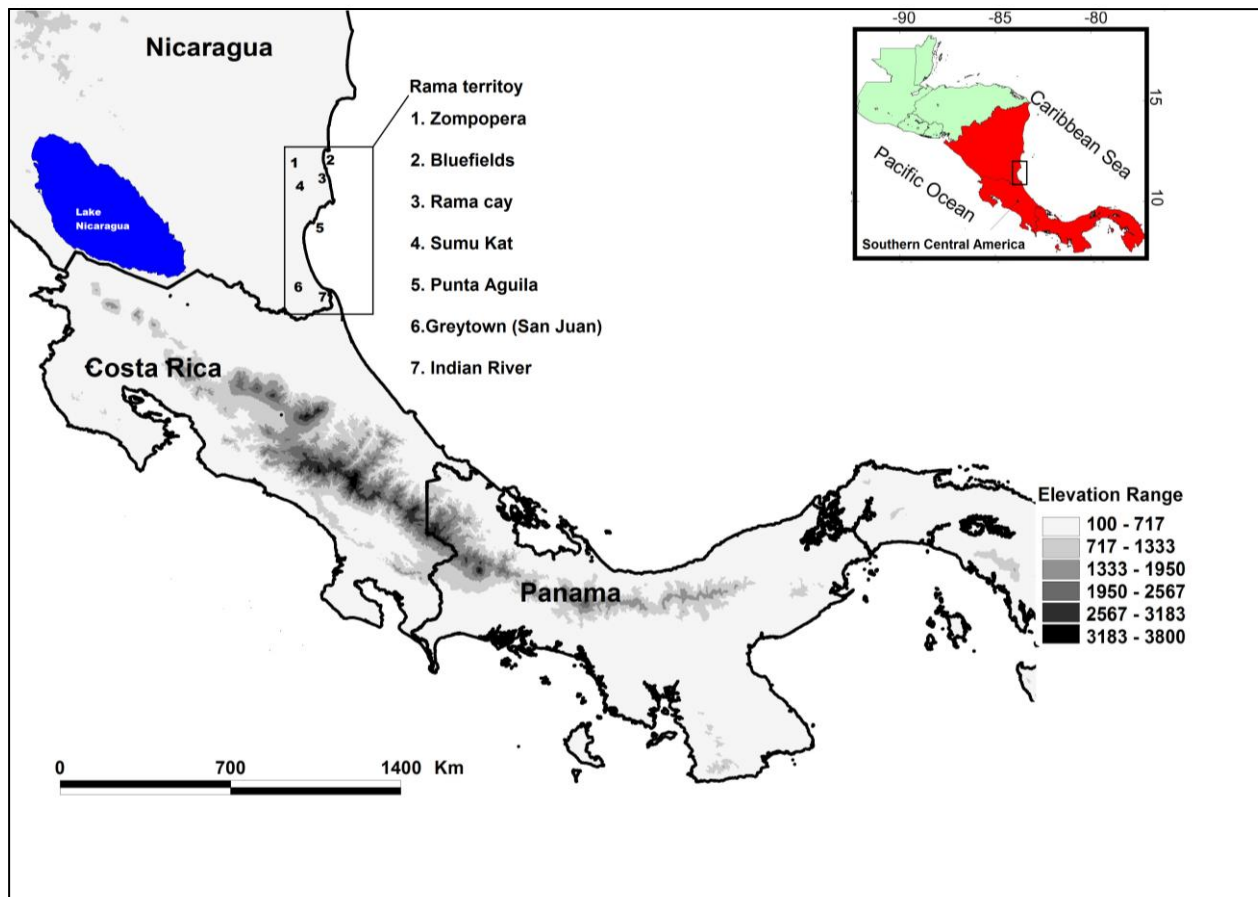 Nicaragua
Rama territoy
1. Zompopera
2. Bluefields
3. Rama cay
4. Sumu Kat
5. Punta Aguila
6.Greytown (San Juan)
7. Indian River
1
2
3
4
5
6
7
Lake
Nicaragua
Costa Rica
Panama
-90
-85
-80
15
10
Caribbean Sea
Pacific Ocean
Southern Central America
Elevation Range
100 - 717
717 - 1333
1333 - 1950
1950 - 2567
2567 - 3183
3183 - 3800
0
700
1400 Km